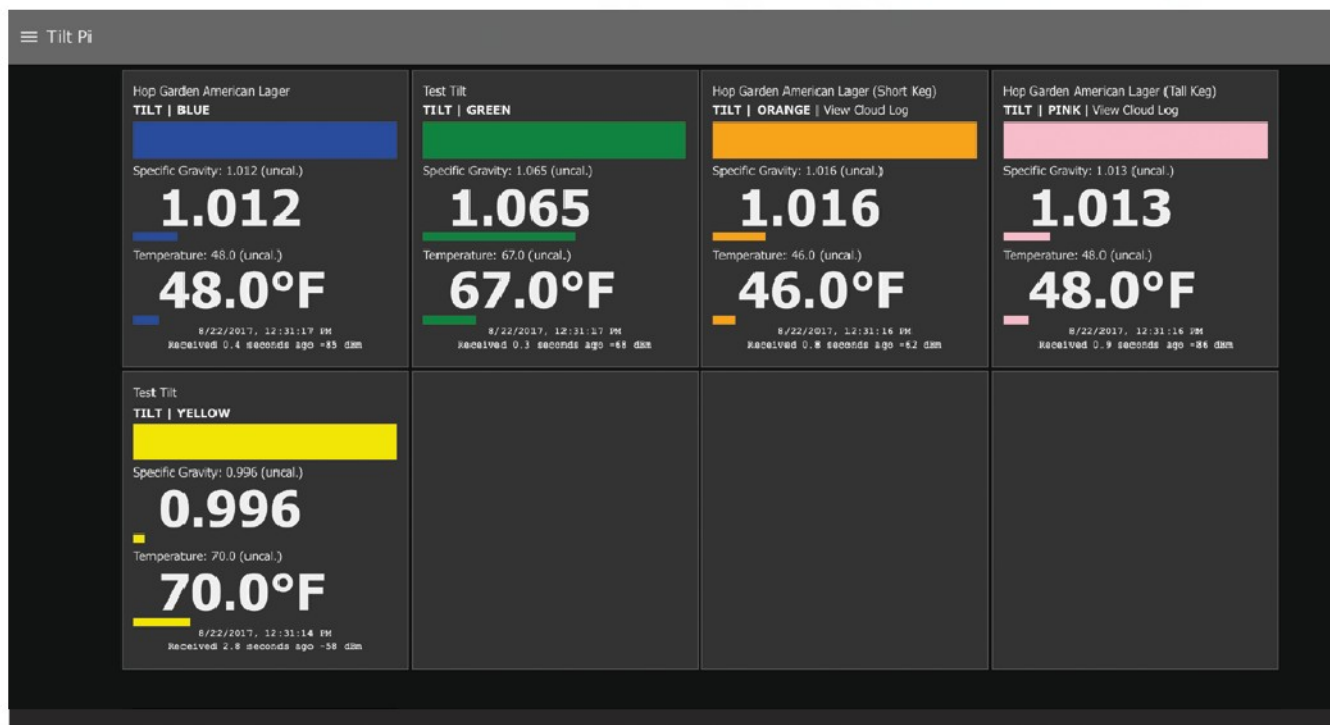 Tilt Pi
Hop Garden American Lager
TILT | BLUE
Specific Gravity: 1.012 (uncal.)
1.012
Temperature: 48.0 (uncal.)
48.0°F
8/22/2017, 12:31:17 PM
Received 0.4 seconds ago -85 dBm
Test Tilt
TILT | GREEN
Specific Gravity: 1.065 (uncal.)
1.065
Temperature: 67.0 (uncal.)
67.0°F
8/22/2017, 12:31:17 PM
Received 0.3 seconds ago -68 dBm
Hop Garden American Lager (Short Keg)
TILT | ORANGE | View Cloud Log
Specific Gravity: 1.016 (uncal.)
1.016
Temperature: 46.0 (uncal.)
46.0°F
8/22/2017, 12:31:16 PM
Received 0.8 seconds ago -62 dBm
Hop Garden American Lager (Tall Keg)
TILT | PINK | View Cloud Log
Specific Gravity: 1.013 (uncal.)
1.013
Temperature: 48.0 (uncal.)
48.0°F
8/22/2017, 12:31:16 PM
Received 0.9 seconds ago -86 dBm
Test Tilt
TILT | YELLOW
Specific Gravity: 0.996 (uncal.)
0.996
Temperature: 70.0 (uncal.)
70.0°F
8/22/2017, 12:31:14 PM
Received 2.8 seconds ago -58 dBm